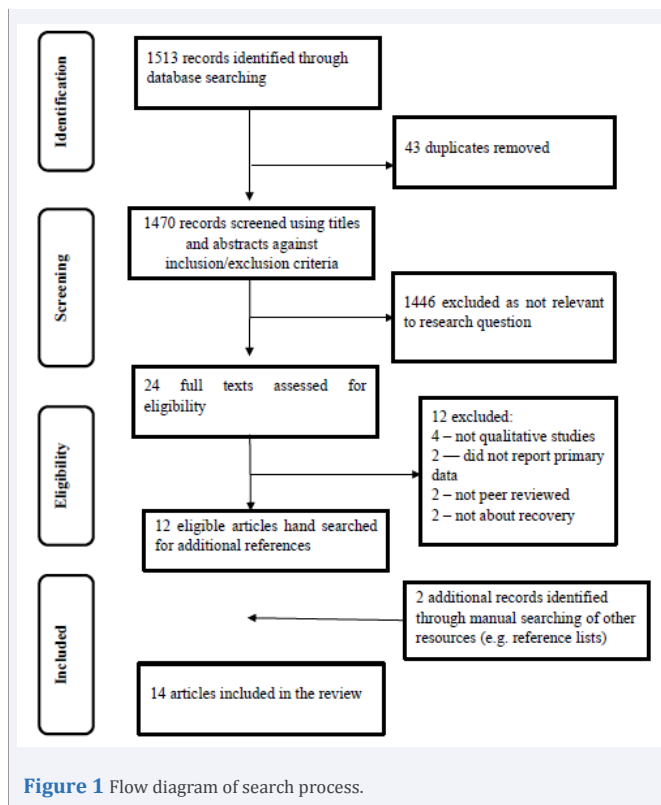 Identification
1513 records identified through
database searching
43 duplicates removed
Screening
1470 records screened using titles
and abstracts against
inclusion/exclusion criteria
1446 excluded as not relevant
to research question
24 full texts assessed for
eligibility
Eligibility
12 excluded:
4 – not qualitative studies
2 — did not report primary
data
2 – not peer reviewed
2 – not about recovery
12 eligible articles hand searched
for additional references
Included
2 additional records identified
through manual searching of other
resources (e.g. reference lists)
14 articles included in the review
Figure 1 Flow diagram of search process.